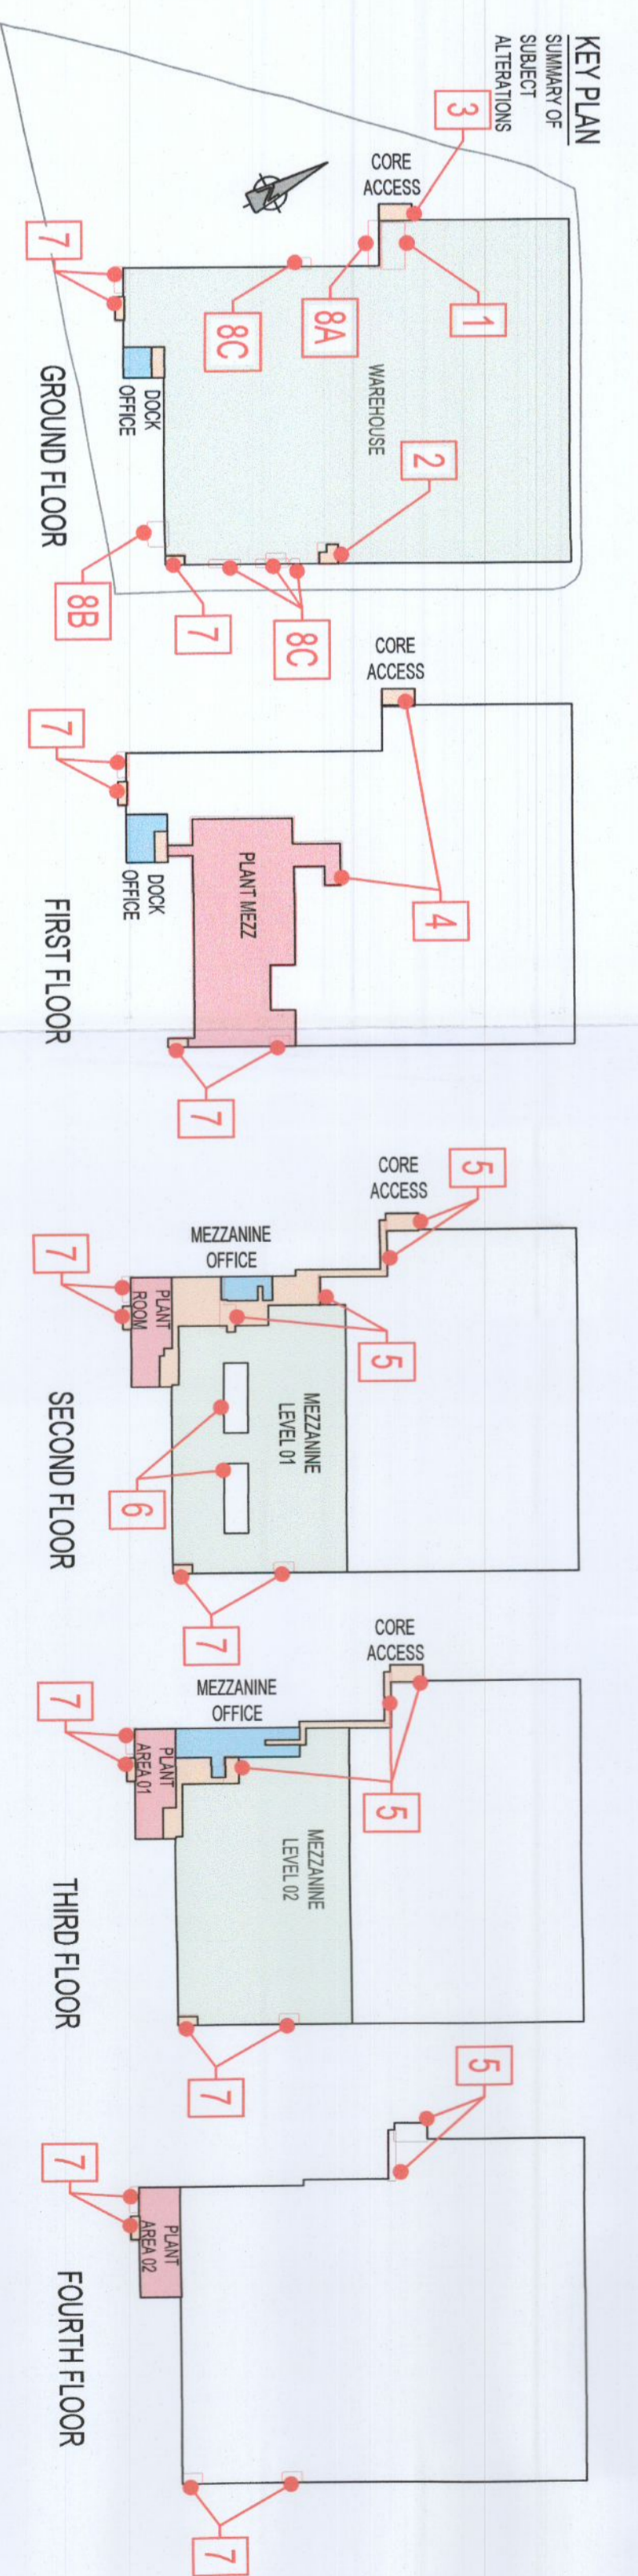 KEY PLAN
SUMMARY OF
SUBJECT
ALTERATIONS
3
CORE
ACCESS
1
8A
8C
7
WAREHOUSE
2
DOCK
OFFICE
8B
7
8C
GROUND FLOOR
CORE
ACCESS
7
4
PLANT MEZZ
DOCK
OFFICE
7
FIRST FLOOR
CORE
ACCESS
5
MEZZANINE
OFFICE
7
PLANT
ROOM
5
MEZZANINE
LEVEL 01
6
7
SECOND FLOOR
CORE
ACCESS
MEZZANINE
OFFICE
7
PLANT
AREA 01
5
MEZZANINE
LEVEL 02
7
THIRD FLOOR
5
7
PLANT
AREA 02
7
FOURTH FLOOR